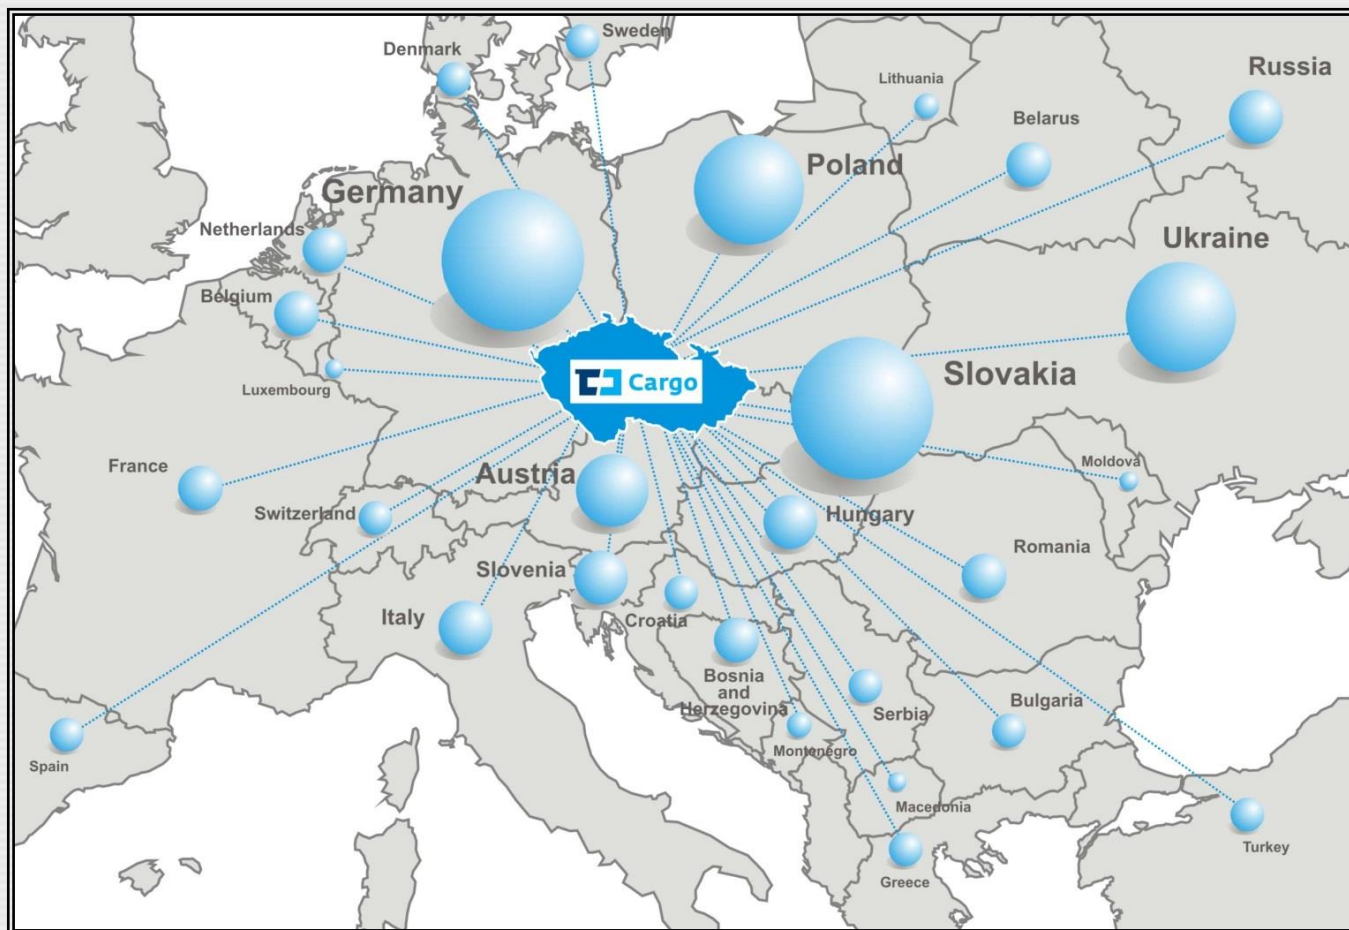 Sweden
Denmark
Russia
Lithuania
Belarus
Poland
Germany
Netherlands
Ukraine
Belgium
Cargo
Slovakia
Luxembourg
France
Austria
Moldova
Switzerland
Hungary
Romania
Slovenia
Italy
Croatia
Bosnia
and
Herzegovina
Serbia
Bulgaria
Montenegro
Spain
Macedonia
Turkey
Greece